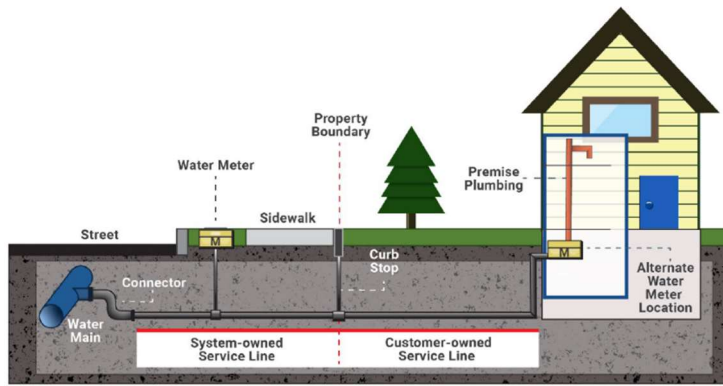 Property
Boundary
Water Meter
Premise
Plumbing
Sidewalk
Street
M
Curb
Stop
M
Connector
Alternate
Water
Meter
Location
Water
Main
System-owned
Service Line
Customer-owned
Service Line